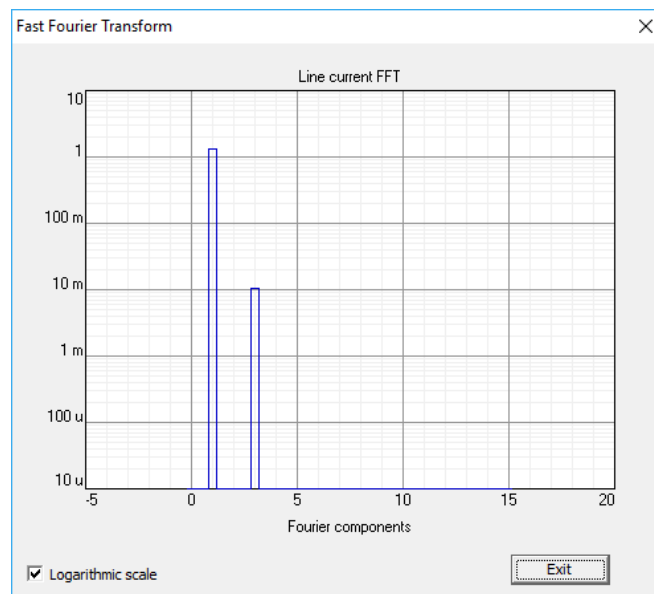 Fast Fourier Transform
Line current FFT
10
1
100 m
10 m
1 m
100 u
10 u
-5 0 5 10 15 20
Fourier components
Logarithmic scale
Exit